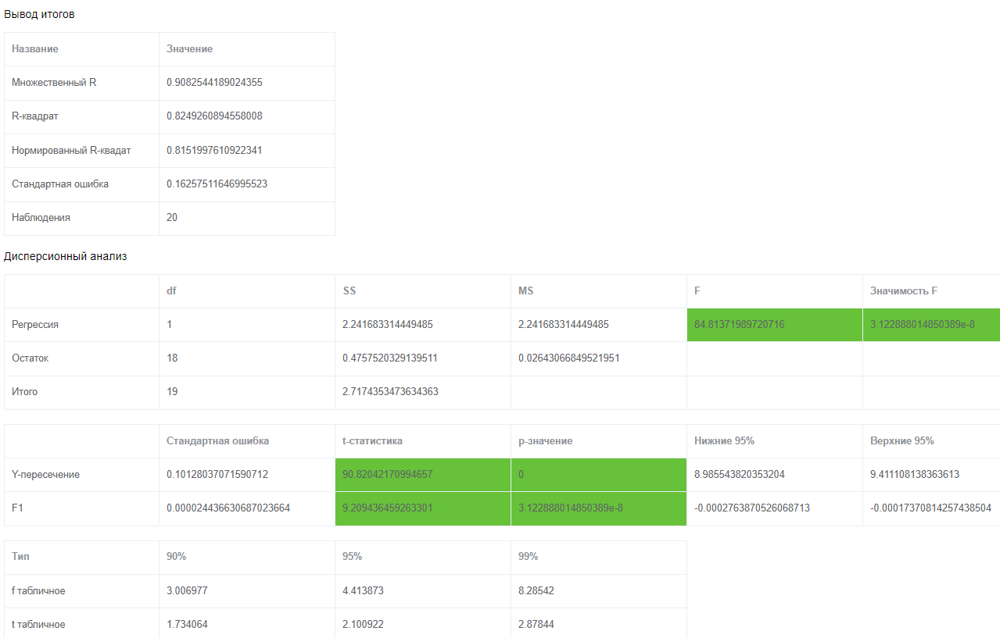 Вывод итогов
Название Значение
Множественный R 0.9082544189024355
R-квадрат 0.8249260894558008
Нормированный R-квадат 0.8151997610922341
Стандартная ошибка 0.16257511646995523
Наблюдения 20
Дисперсионный анализ
df SS MS F Значимость F
Регрессия 1 2.241683314449485 2.241683314449485 84.81371989720716 3.122888014850389e-8
Остаток 18 0.4757520329139511 0.02643066849521951
Итого 19 2.7174353473634363
Стандартная ошибка t-статистика p-значение Нижние 95% Верхние 95%
Y-пересечение 0.10128037071590712 90.82042170994657 0 8.985543820353204 9.411108138363613
F1 0.000024436630687023664 9.209436459263301 3.122888014850389e-8 -0.0002763870526068713 -0.00017370814257438504
Тип 90% 95% 99%
f табличное 3.006977 4.413873 8.28542
t табличное 1.734064 2.100922 2.87844